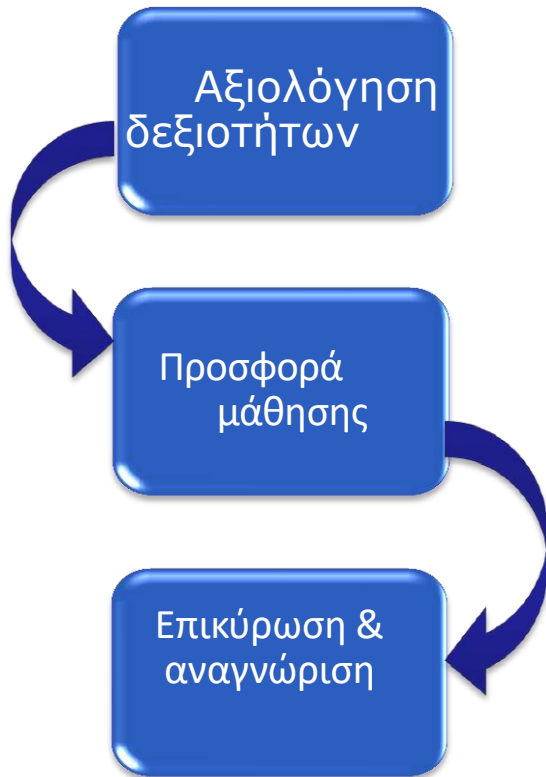 Αξιολόγηση
δεξιοτήτων
Προσφορά
μάθησης
Επικύρωση &
αναγνώριση